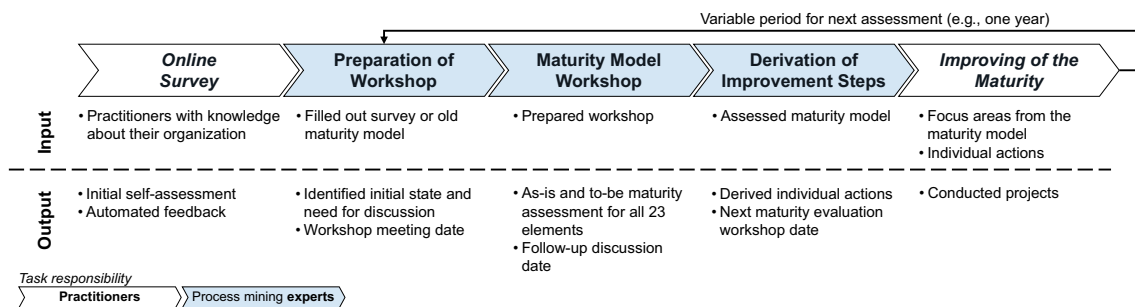 Variable period for next assessment (e.g., one year)
Online
Survey
Preparation of
Workshop
Maturity Model
Workshop
Derivation of
Improvement Steps
Improving of the
Maturity
Input
• Practitioners with knowledge
about their organization
• Filled out survey or old
maturity model
• Prepared workshop
• Assessed maturity model
• Focus areas from the
maturity model
• Individual actions
Output
• Initial self-assessment
• Automated feedback
• Identified initial state and
need for discussion
• Workshop meeting date
• As-is and to-be maturity
assessment for all 23
elements
• Follow-up discussion
date
• Derived individual actions
• Next maturity evaluation
workshop date
• Conducted projects
Task responsibility
Practitioners
Process mining experts